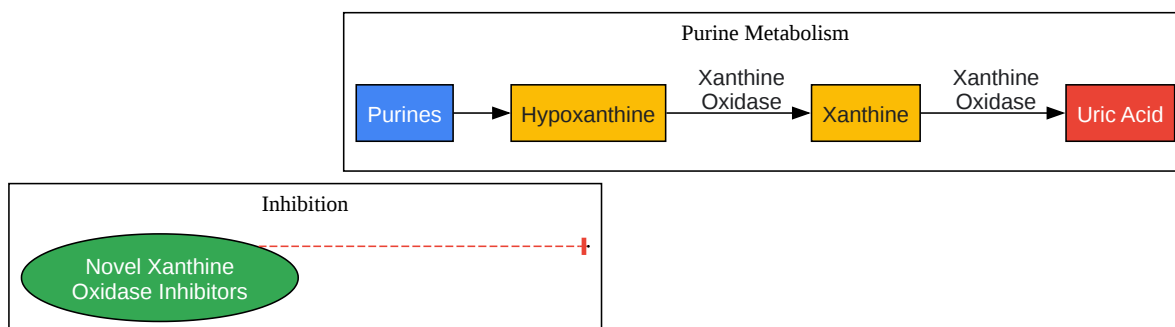 Purine Metabolism
Xanthine
Oxidase
Xanthine
Oxidase
Purines
Hypoxanthine
Xanthine
Uric Acid
Inhibition
Novel Xanthine
Oxidase Inhibitors